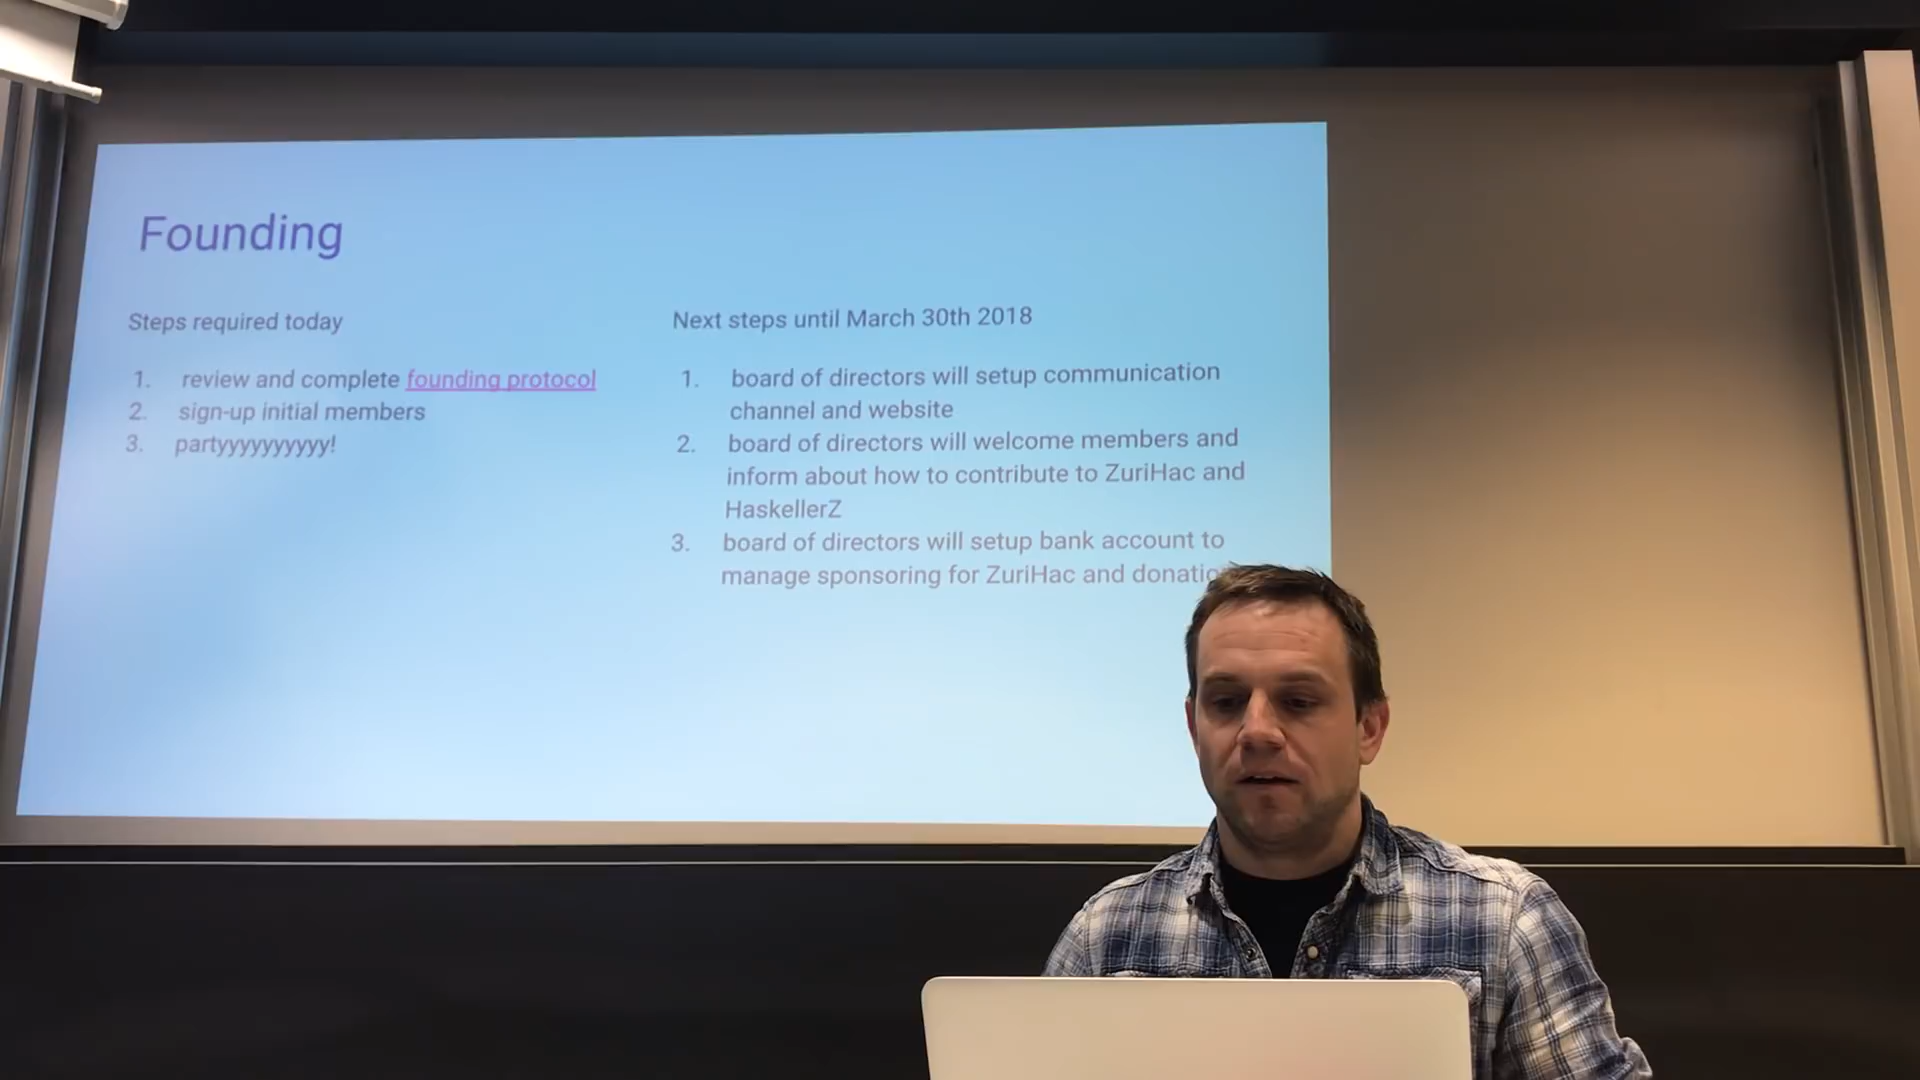 Founding
Steps required today
1. review and complete founding protocol
2. sign-up initial members
3. partyyyyyyyyyy!
Next steps until March 30th 2018
1. board of directors will setup communication
channel and website
2. board of directors will welcome members and
inform about how to contribute to ZuriHac and
HaskellerZ
3. board of directors will setup bank account to
manage sponsoring for ZuriHac and